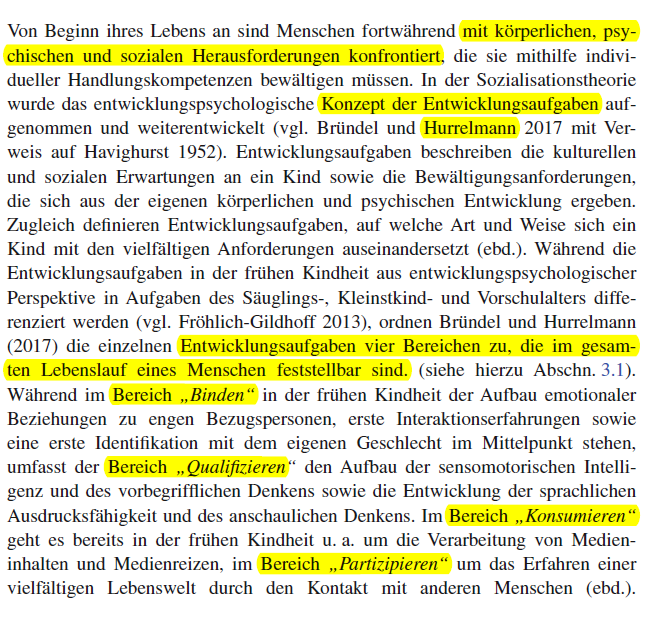 Von Beginn ihres Lebens an sind Menschen fortwährend mit körperlichen, psy-
chischen und sozialen Herausforderungen konfrontiert, die sie mithilfe indivi-
dueller Handlungskompetenzen bewältigen müssen. In der Sozialisationstheorie
wurde das entwicklungspsychologische Konzept der Entwicklungsaufgaben auf-
genommen und weiterentwickelt (vgl. Bründel und Hurrelmann 2017 mit Ver-
weis auf Havighurst 1952). Entwicklungsaufgaben beschreiben die kulturellen
und sozialen Erwartungen an ein Kind sowie die Bewältigungsanforderungen,
die sich aus der eigenen körperlichen und psychischen Entwicklung ergeben.
Zugleich definieren Entwicklungsaufgaben, auf welche Art und Weise sich ein
Kind mit den vielfältigen Anforderungen auseinandersetzt (ebd.). Während die
Entwicklungsaufgaben in der frühen Kindheit aus entwicklungspsychologischer
Perspektive in Aufgaben des Säuglings-, Kleinstkind- und Vorschulalters diffe-
renziert werden (vgl. Fröhlich-Gildhoff 2013), ordnen Bründel und Hurrelmann
(2017) die einzelnen Entwicklungsaufgaben vier Bereichen zu, die im gesam-
ten Lebenslauf eines Menschen feststellbar sind. (siehe hierzu Abschn. 3.1).
Während im Bereich „Binden“ in der frühen Kindheit der Aufbau emotionaler
Beziehungen zu engen Bezugspersonen, erste Interaktionserfahrungen sowie
eine erste Identifikation mit dem eigenen Geschlecht im Mittelpunkt stehen,
umfasst der Bereich „Qualifizieren“ den Aufbau der sensomotorischen Intelli-
genz und des vorbegrifflichen Denkens sowie die Entwicklung der sprachlichen
Ausdrucksfähigkeit und des anschaulichen Denkens. Im Bereich „Konsumieren“
geht es bereits in der frühen Kindheit u. a. um die Verarbeitung von Medien-
inhalten und Medienreizen, im Bereich „Partizipieren“ um das Erfahren einer
vielfältigen Lebenswelt durch den Kontakt mit anderen Menschen (ebd.).